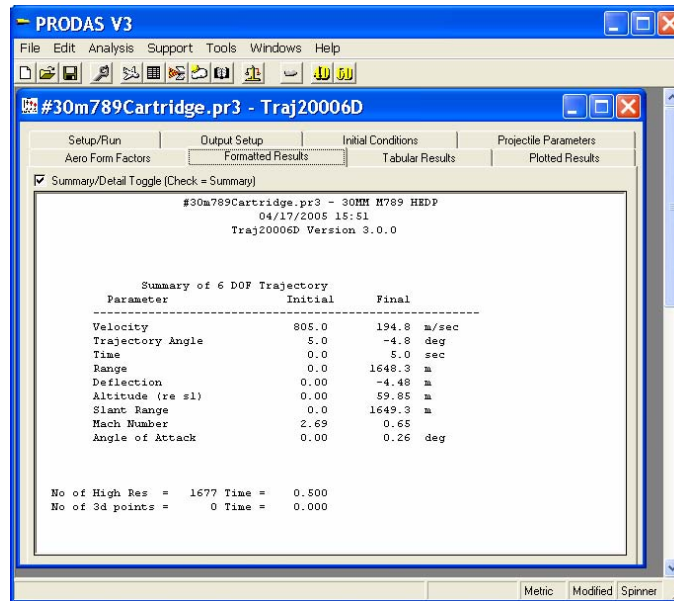 PRODAS V3
File Edit Analysis Support Tools Windows Help
#30m789Cartridge.pr3 - Traj20006D
Setup/Run Output Setup Initial Conditions Projectile Parameters
Aero Form Factors Formatted Results Tabular Results Plotted Results
Summary/Detail Toggle (Check = Summary)
#30m789Cartridge.pr3 - 30MM M789 HEDP
04/17/2005 15:51
Traj20006D Version 3.0.0
Summary of 6 DOF Trajectory
Parameter Initial Final
Velocity 805.0 194.8 m/sec
Trajectory Angle 5.0 -4.8 deg
Time 0.0 5.0 sec
Range 0.0 1648.3 m
Deflection 0.00 -4.48 m
Altitude (re sl) 0.00 59.85 m
Slant Range 0.0 1649.3 m
Mach Number 2.69 0.65
Angle of Attack 0.00 0.26 deg
No of High Res = 1677 Time = 0.500
No of 3d points = 0 Time = 0.000
Metric Modified Spinner